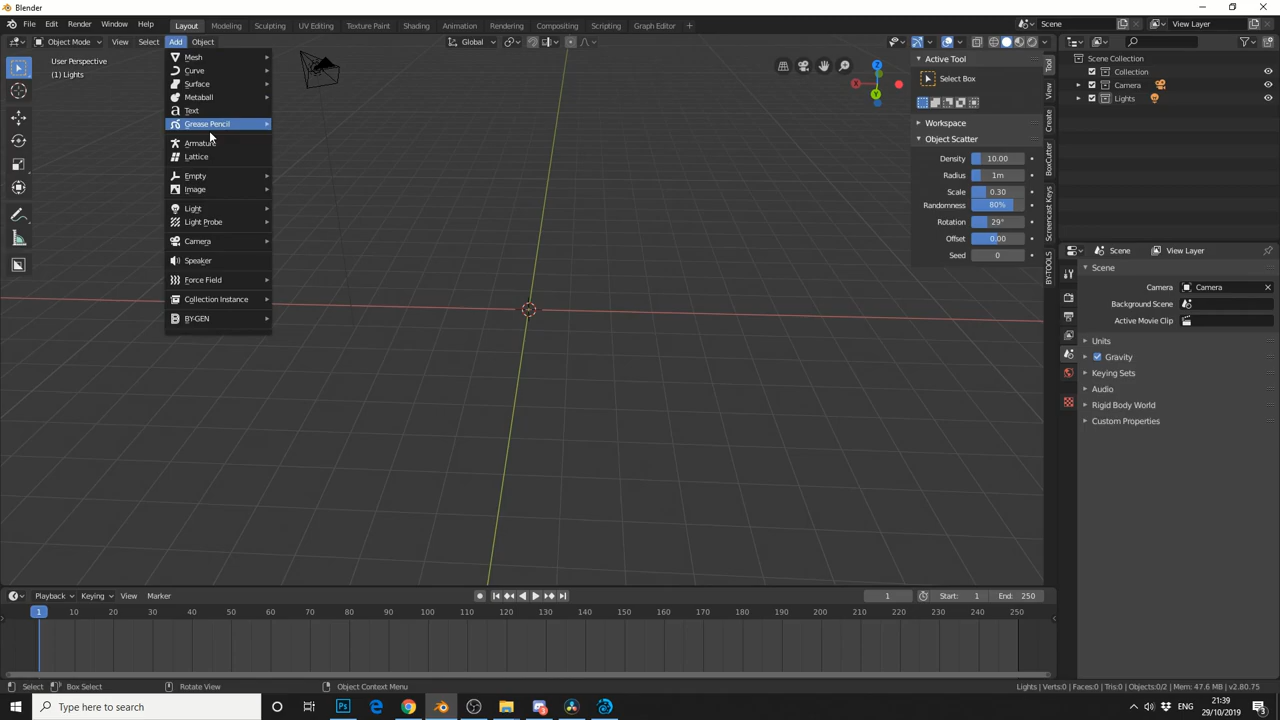 Blender
File Edit Render Window Help Layout Modeling Sculpting UV Editing Texture Paint Shading Animation Rendering Compositing Scripting Graph Editor + Scene View Layer
Object Mode View Select Add Object Global
User Perspective
(1) Lights
Mesh
Curve
Surface
Metaball
Text
Grease Pencil
Armature
Lattice
Empty
Image
Light
Light Probe
Camera
Speaker
Force Field
Collection Instance
BY-GEN
X
Y
Z
Active Tool
Select Box
Workspace
Object Scatter
Density 10.00
Radius 1m
Scale 0.30
Randomness 80%
Rotation 29°
Offset 0.00
Seed 0
Tool
View
Create
BoxCutter
Screencast Keys
BY-TOOLS
Scene Collection
Collection
Camera
Lights
Scene View Layer
Scene
Camera Camera
Background Scene
Active Movie Clip
Units
Gravity
Keying Sets
Audio
Rigid Body World
Custom Properties
Playback Keying View Marker 1 Start: 1 End: 250
1 10 20 30 40 50 60 70 80 90 100 110 120 130 140 150 160 170 180 190 200 210 220 230 240 250
Select Box Select Rotate View Object Context Menu Lights | Verts:0 | Faces:0 | Tris:0 | Objects:0/2 | Mem: 47.6 MB | v2.80.75
Type here to search Ps ENG 21:39
29/10/2019